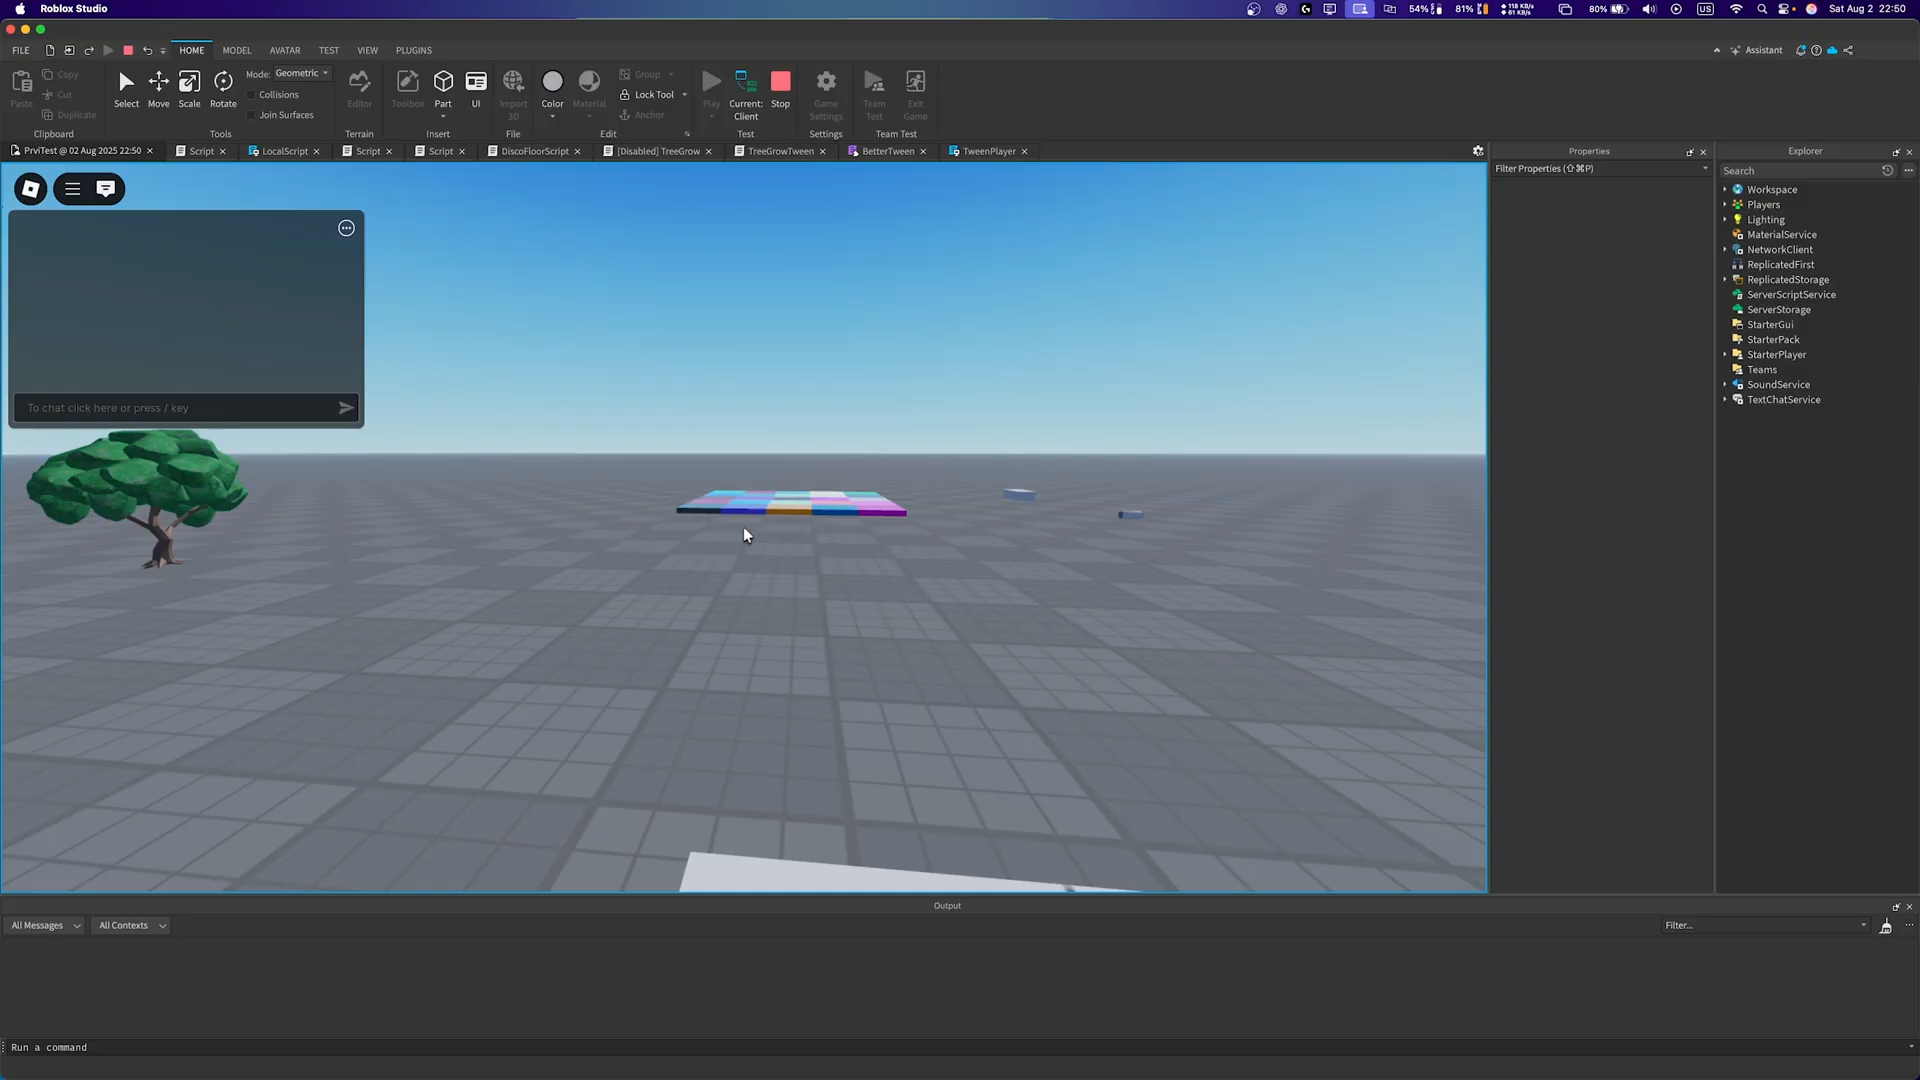 Roblox Studio
54%
81%
118 KB/s
61 KB/s
80%
US
Sat Aug 2 22:50
FILE
HOME
MODEL
AVATAR
TEST
VIEW
PLUGINS
Assistant
Paste
Copy
Cut
Duplicate
Clipboard
Select
Move
Scale
Rotate
Mode: Geometric
Collisions
Join Surfaces
Tools
Editor
Terrain
Toolbox
Part
UI
Insert
Import 3D
File
Color
Material
Group
Lock Tool
Anchor
Edit
Play
Current: Client
Stop
Test
Game Settings
Settings
Team Test
Exit Game
Team Test
PrviTest @ 02 Aug 2025 22:50
Script
LocalScript
Script
Script
DiscoFloorScript
[Disabled] TreeGrow
TreeGrowTween
BetterTween
TweenPlayer
To chat click here or press / key
Properties
Filter Properties (⇧⌘P)
Explorer
Search
Workspace
Players
Lighting
MaterialService
NetworkClient
ReplicatedFirst
ReplicatedStorage
ServerScriptService
ServerStorage
StarterGui
StarterPack
StarterPlayer
Teams
SoundService
TextChatService
Output
All Messages
All Contexts
Filter...
Run a command